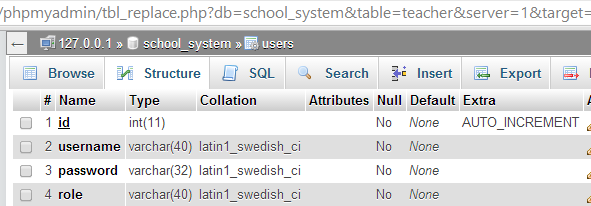 /phpmyadmin/tbl_replace.php?db=school_system&table=teacher&server=1&target=
127.0.0.1 » school_system » users
Browse Structure SQL Search Insert Export
# Name Type Collation Attributes Null Default Extra
1 id int(11) No None AUTO_INCREMENT
2 username varchar(40) latin1_swedish_ci No None
3 password varchar(32) latin1_swedish_ci No None
4 role varchar(40) latin1_swedish_ci No None